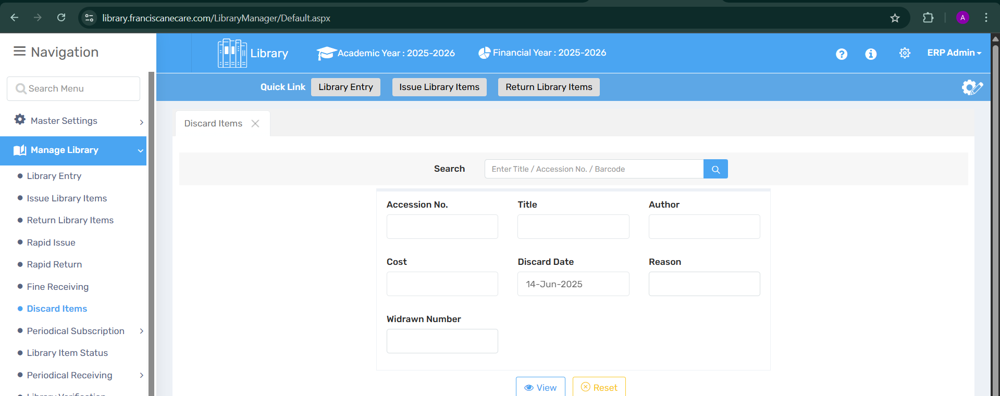 library.franciscanecare.com/LibraryManager/Default.aspx
A
Navigation
Library
Academic Year : 2025-2026
Financial Year : 2025-2026
ERP Admin
Search Menu
Quick Link
Library Entry
Issue Library Items
Return Library Items
Master Settings
Manage Library
Library Entry
Issue Library Items
Return Library Items
Rapid Issue
Rapid Return
Fine Receiving
Discard Items
Periodical Subscription
Library Item Status
Periodical Receiving
Library Verification
Discard Items
Search
Enter Title / Accession No. / Barcode
Accession No.
Title
Author
Cost
Discard Date
Reason
14-Jun-2025
Widrawn Number
View
Reset